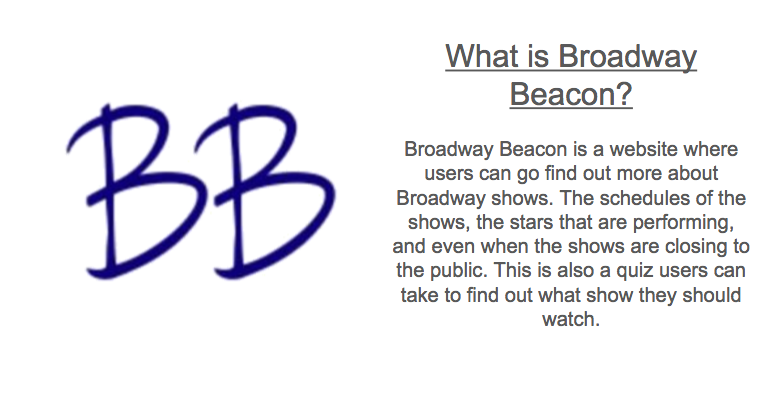 BB
What is Broadway
Beacon?
Broadway Beacon is a website where
users can go find out more about
Broadway shows. The schedules of the
shows, the stars that are performing,
and even when the shows are closing to
the public. This is also a quiz users can
take to find out what show they should
watch.